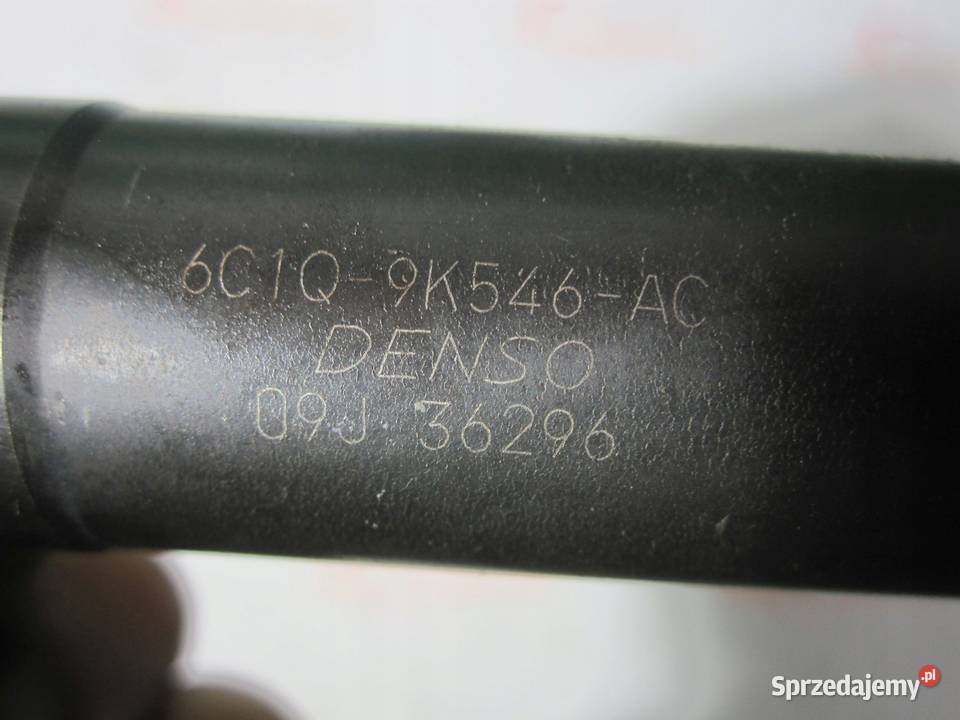 6C1Q-9K546-AC
DENSO
09J 36296
Sprzedajemy.pl